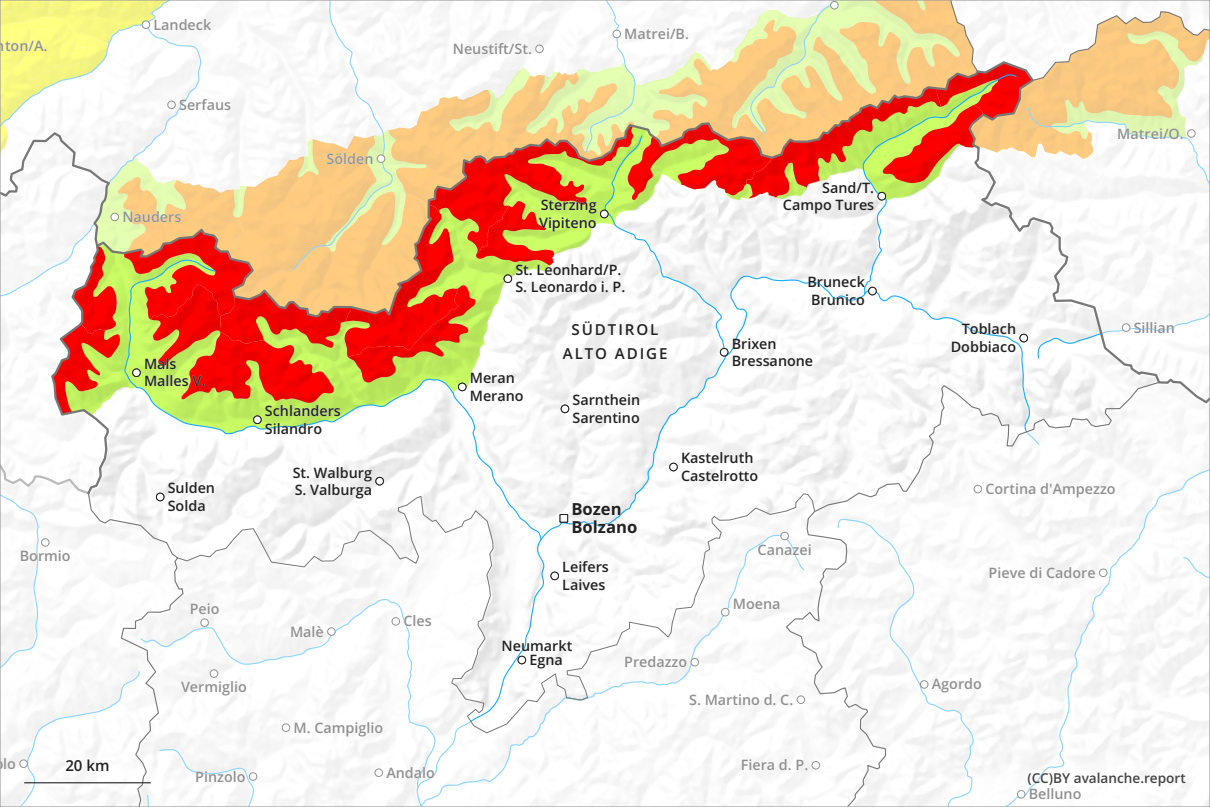 Landeck
nton/A.
Neustift/St.
Matrei/B.
Serfaus
Matrei/O.
Sölden
Nauders
Sand/T.
Campo Tures
Sterzing
Vipiteno
St. Leonhard/P.
S. Leonardo i. P.
Bruneck
Brunico
SÜDTIROL
ALTO ADIGE
Toblach
Dobbiaco
Sillian
Brixen
Bressanone
Mals
Malles V.
Meran
Merano
Schlanders
Silandro
Sarnthein
Sarentino
Kastelruth
Castelrotto
St. Walburg
S. Valburga
Sulden
Solda
Cortina d'Ampezzo
Bozen
Bolzano
Bormio
Canazei
Leifers
Laives
Pieve di Cadore
Peio
Moena
Malè
Cles
Neumarkt
Egna
Predazzo
Vermiglio
Agordo
S. Martino d. C.
M. Campiglio
20 km
olo
Pinzolo
Andalo
Fiera d. P.
(CC)BY avalanche.report
Belluno